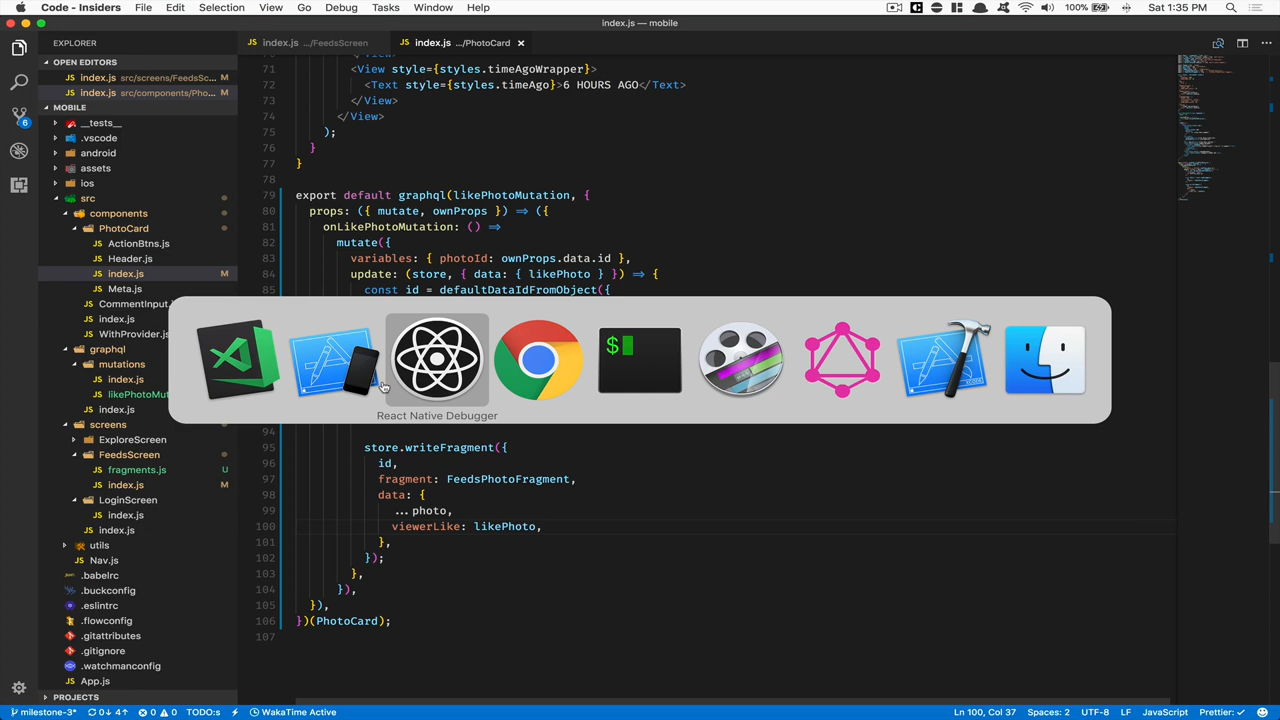 Code - Insiders File Edit Selection View Go Debug Tasks Window Help 100% Sat 1:35 PM
index.js — mobile
EXPLORER
index.js .../FeedsScreen
index.js .../PhotoCard
OPEN EDITORS
index.js src/screens/FeedsSc... M
index.js src/components/Pho... M
MOBILE
__tests__
.vscode
android
assets
ios
src
components
PhotoCard
ActionBtns.js
Header.js
index.js M
Meta.js
CommentInput.
index.js
WithProvider.js
graphql
mutations
index.js
likePhotoMut
index.js
screens
ExploreScreen
FeedsScreen
fragments.js U
index.js M
LoginScreen
index.js
index.js
utils
Nav.js
.babelrc
.buckconfig
.eslintrc
.flowconfig
.gitattributes
.gitignore
.watchmanconfig
App.js
PROJECTS
6
71 <View style={styles.timeAgoWrapper}>
72 <Text style={styles.timeAgo}>6 HOURS AGO</Text>
73 </View>
74 </View>
75 );
76 }
77 }
78
79 export default graphql(likePhotoMutation, {
80 props: ({ mutate, ownProps }) => ({
81 onLikePhotoMutation: () =>
82 mutate({
83 variables: { photoId: ownProps.data.id },
84 update: (store, { data: { likePhoto } }) => {
85 const id = defaultDataIdFromObject({
$
React Native Debugger
94
95 store.writeFragment({
96 id,
97 fragment: FeedsPhotoFragment,
98 data: {
99 ...photo,
100 viewerLike: likePhoto,
101 },
102 });
103 },
104 }),
105 }),
106 })(PhotoCard);
107
milestone-3* 0↓ 4↑ 0 0 TODO:s WakaTime Active Ln 100, Col 37 Spaces: 2 UTF-8 LF JavaScript Prettier: ✓